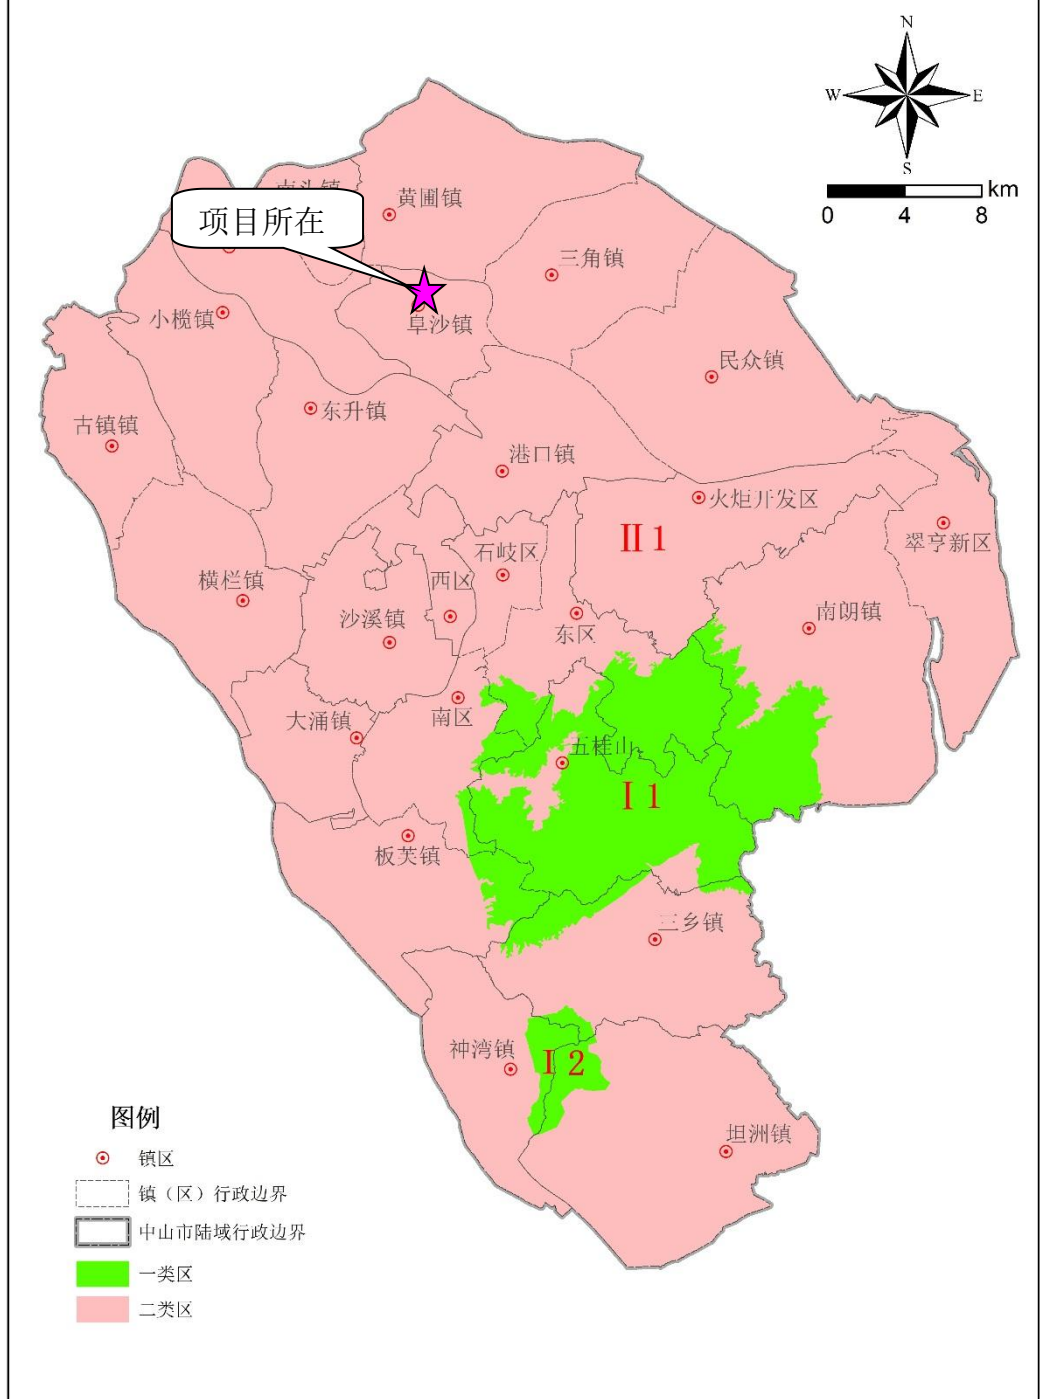 N
W
E
S
km
0 4 8
黄圃镇
项目所在
三角镇
小榄镇
阜沙镇
民众镇
东升镇
古镇镇
港口镇
火炬开发区
II1
翠亨新区
石岐区
西区
横栏镇
沙溪镇
东区
南朗镇
南区
大涌镇
五桂山
I1
板芙镇
三乡镇
神湾镇
I2
坦洲镇
图例
镇区
镇（区）行政边界
中山市陆域行政边界
一类区
二类区